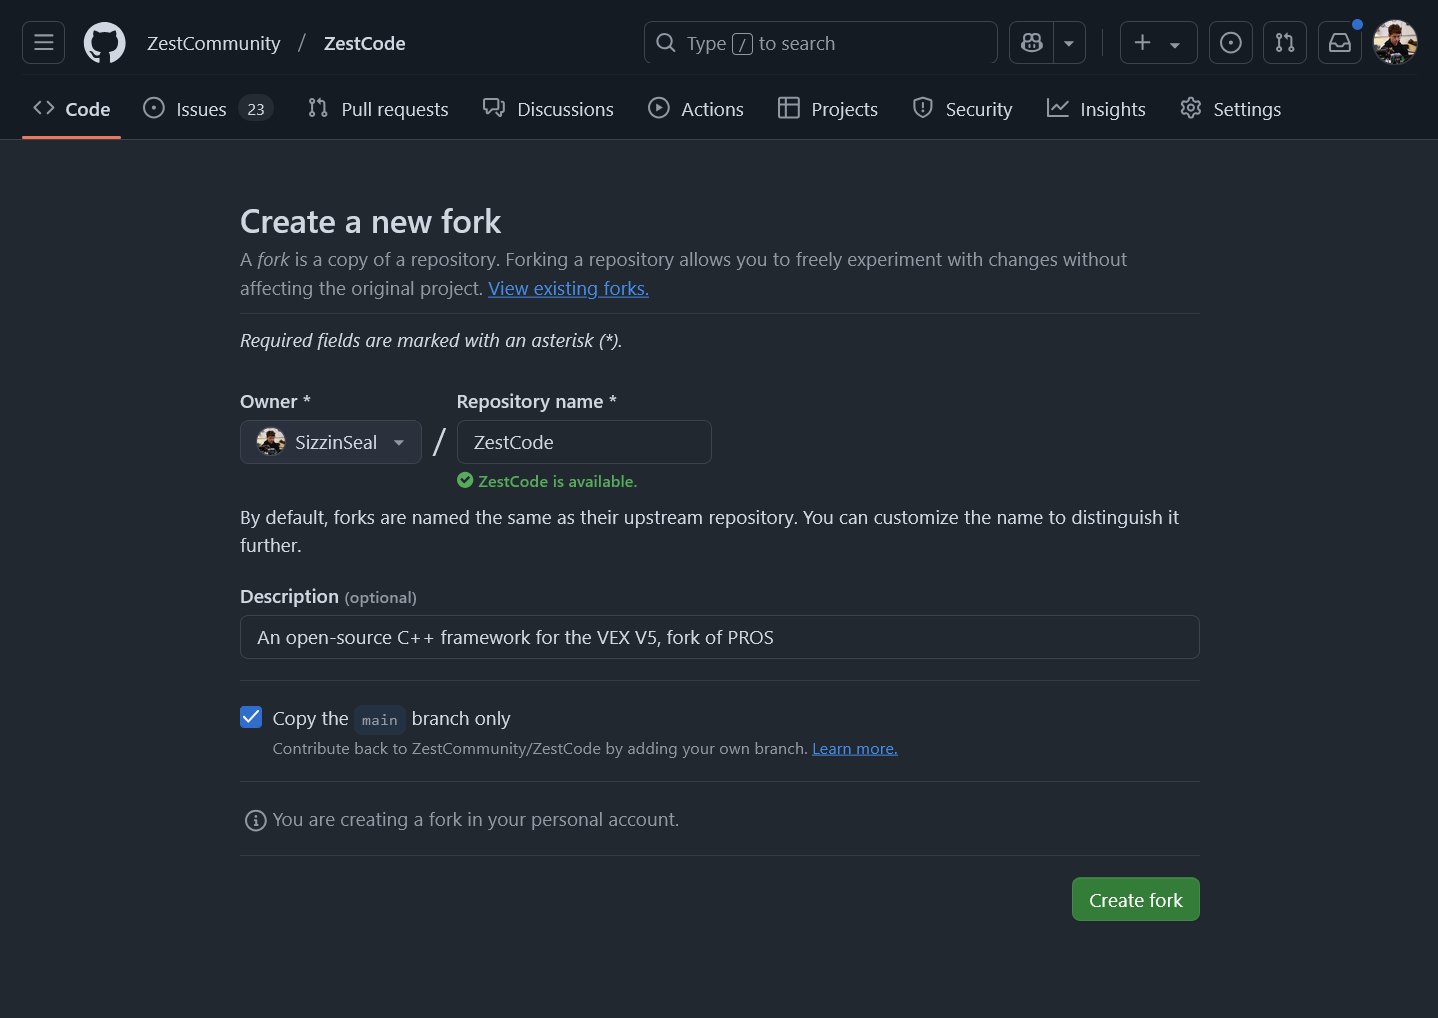 ZestCommunity / ZestCode
Type / to search
Code
Issues 23
Pull requests
Discussions
Actions
Projects
Security
Insights
Settings
Create a new fork
A fork is a copy of a repository. Forking a repository allows you to freely experiment with changes without
affecting the original project. View existing forks.
Required fields are marked with an asterisk (*).
Owner *
Repository name *
SizzinSeal / ZestCode
ZestCode is available.
By default, forks are named the same as their upstream repository. You can customize the name to distinguish it
further.
Description (optional)
An open-source C++ framework for the VEX V5, fork of PROS
Copy the main branch only
Contribute back to ZestCommunity/ZestCode by adding your own branch. Learn more.
You are creating a fork in your personal account.
Create fork